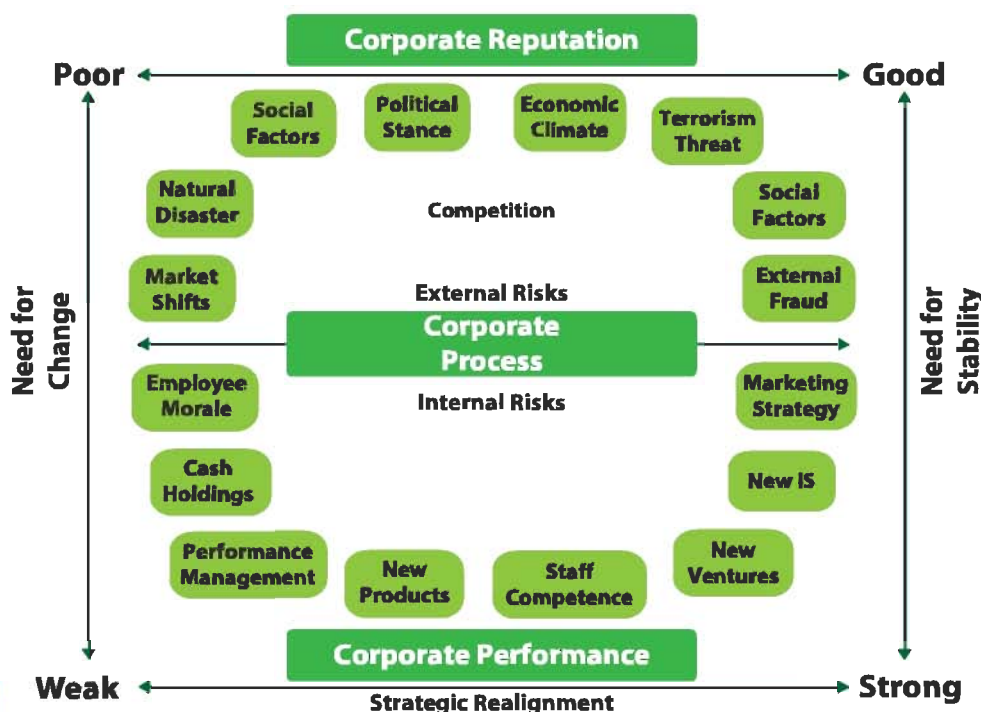 Corporate Reputation
Poor
Good
Social
Factors
Political
Stance
Economic
Climate
Terrorism
Threat
Natural
Disaster
Competition
Social
Factors
Market
Shifts
External Risks
External
Fraud
Need for
Change
Corporate
Process
Need for
Stability
Employee
Morale
Internal Risks
Marketing
Strategy
Cash
Holdings
New IS
Performance
Management
New
Products
Staff
Competence
New
Ventures
Corporate Performance
Weak
Strong
Strategic Realignment